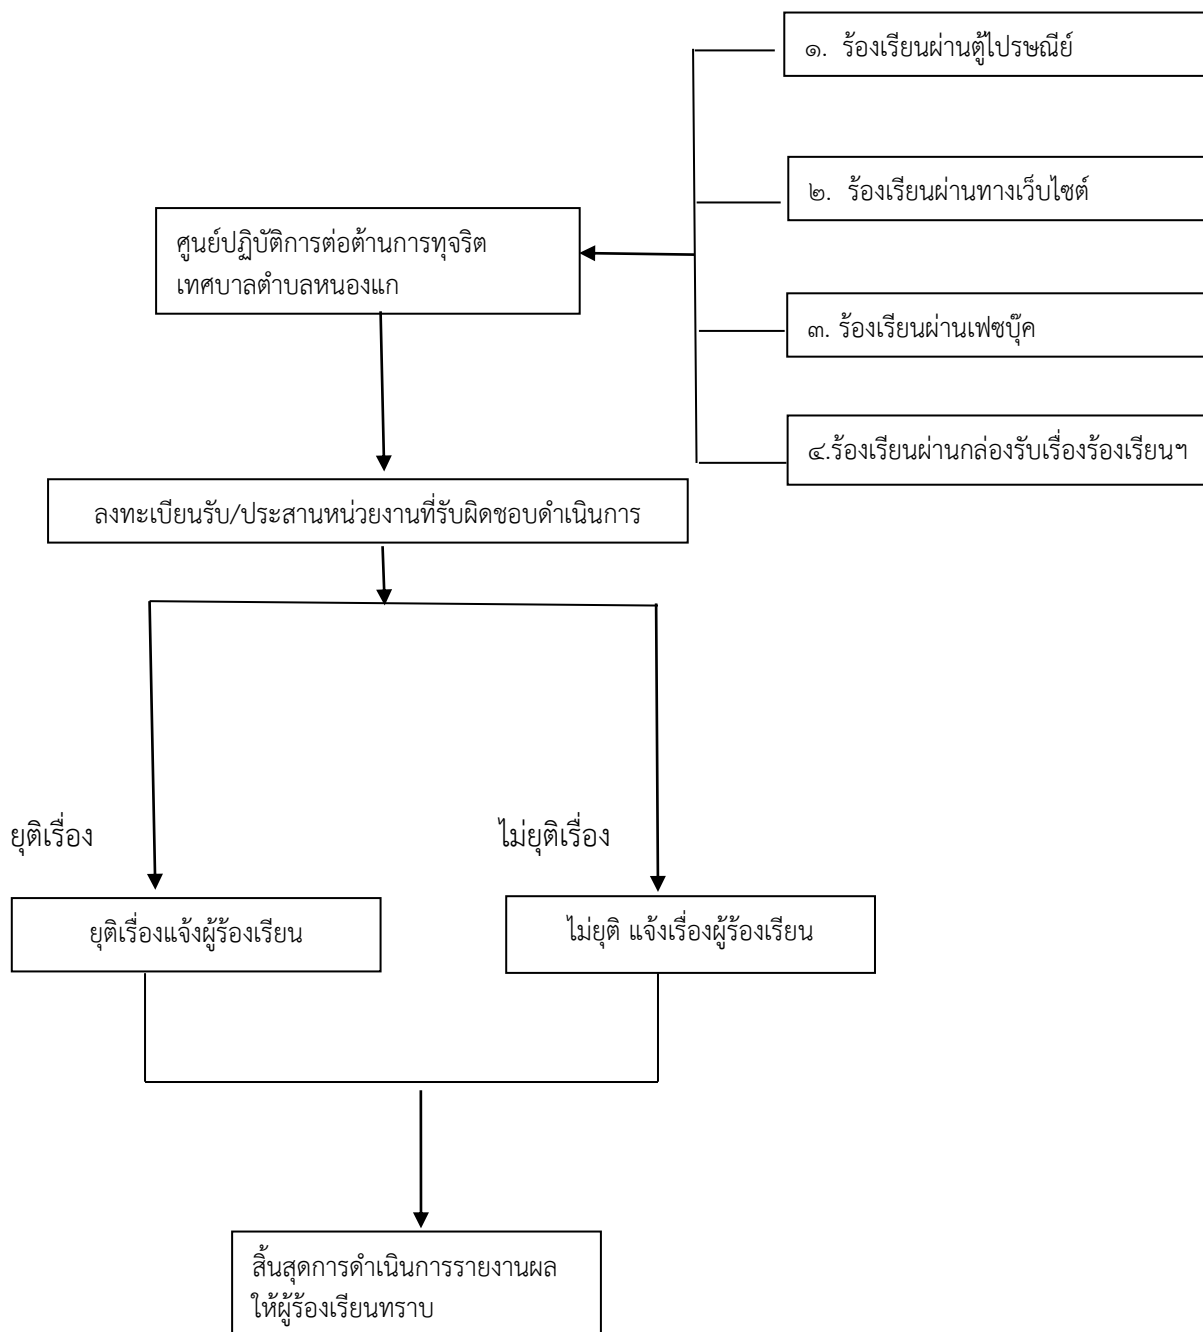 ๑. ร้องเรียนผ่านตู้ไปรษณีย์
๒. ร้องเรียนผ่านทางเว็บไซต์
ศูนย์ปฏิบัติการต่อต้านการทุจริต
เทศบาลตำบลหนองแก
๓. ร้องเรียนผ่านเฟซบุ๊ค
๔.ร้องเรียนผ่านกล่องรับเรื่องร้องเรียนฯ
ลงทะเบียนรับ/ประสานหน่วยงานที่รับผิดชอบดำเนินการ
ยุติเรื่อง
ไม่ยุติเรื่อง
ยุติเรื่องแจ้งผู้ร้องเรียน
ไม่ยุติ แจ้งเรื่องผู้ร้องเรียน
สิ้นสุดการดำเนินการรายงานผล
ให้ผู้ร้องเรียนทราบ